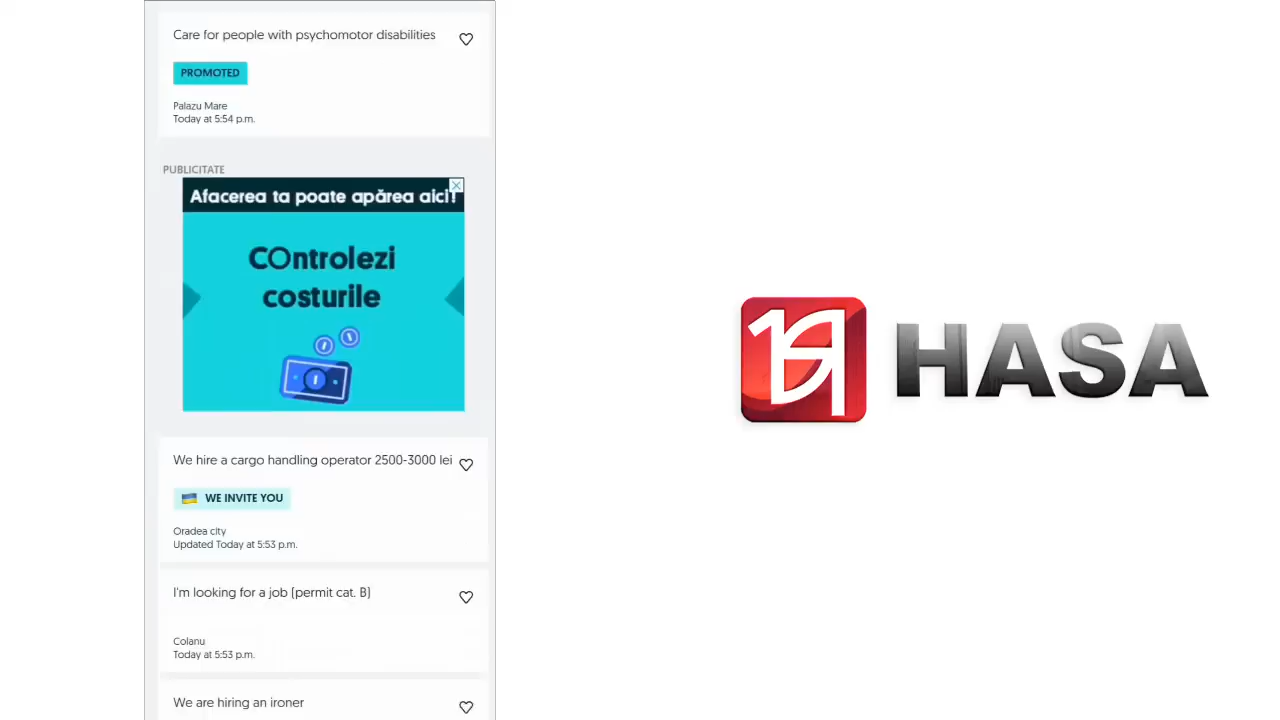 Care for people with psychomotor disabilities
PROMOTED
Palazu Mare
Today at 5:54 p.m.
PUBLICITATE
Afacerea ta poate apărea aici!
COntrolezi
costurile
We hire a cargo handling operator 2500-3000 lei
WE INVITE YOU
Oradea city
Updated Today at 5:53 p.m.
I'm looking for a job (permit cat. B)
Colanu
Today at 5:53 p.m.
We are hiring an ironer
HASA